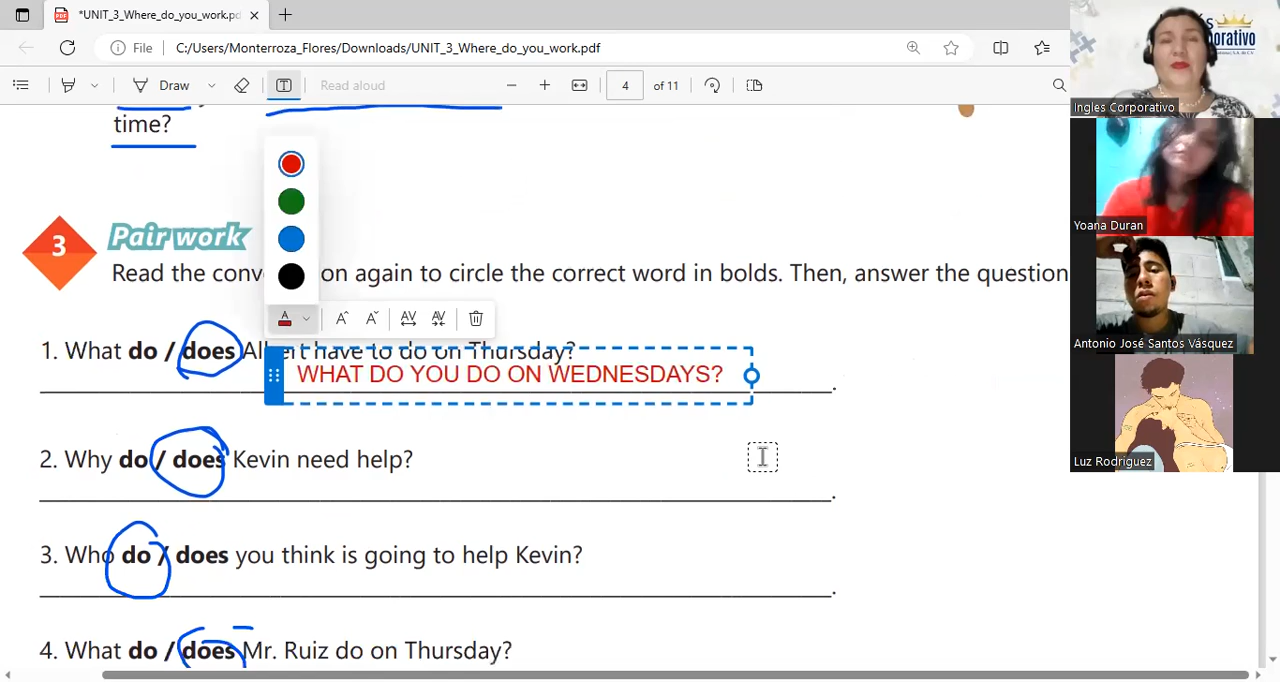 *UNIT_3_Where_do_you_work.pd
File C:/Users/Monterroza_Flores/Downloads/UNIT_3_Where_do_you_work.pdf
Draw Read aloud 4 of 11
time?
3 Pair work
Read the conv on again to circle the correct word in bolds. Then, answer the question
1. What do / does Albert have to do on Thursday?
WHAT DO YOU DO ON WEDNESDAYS?
2. Why do / does Kevin need help?
3. Who do / does you think is going to help Kevin?
4. What do / does Mr. Ruiz do on Thursday?
Ingles Corporativo
Yoana Duran
Antonio José Santos Vásquez
Luz Rodriguez